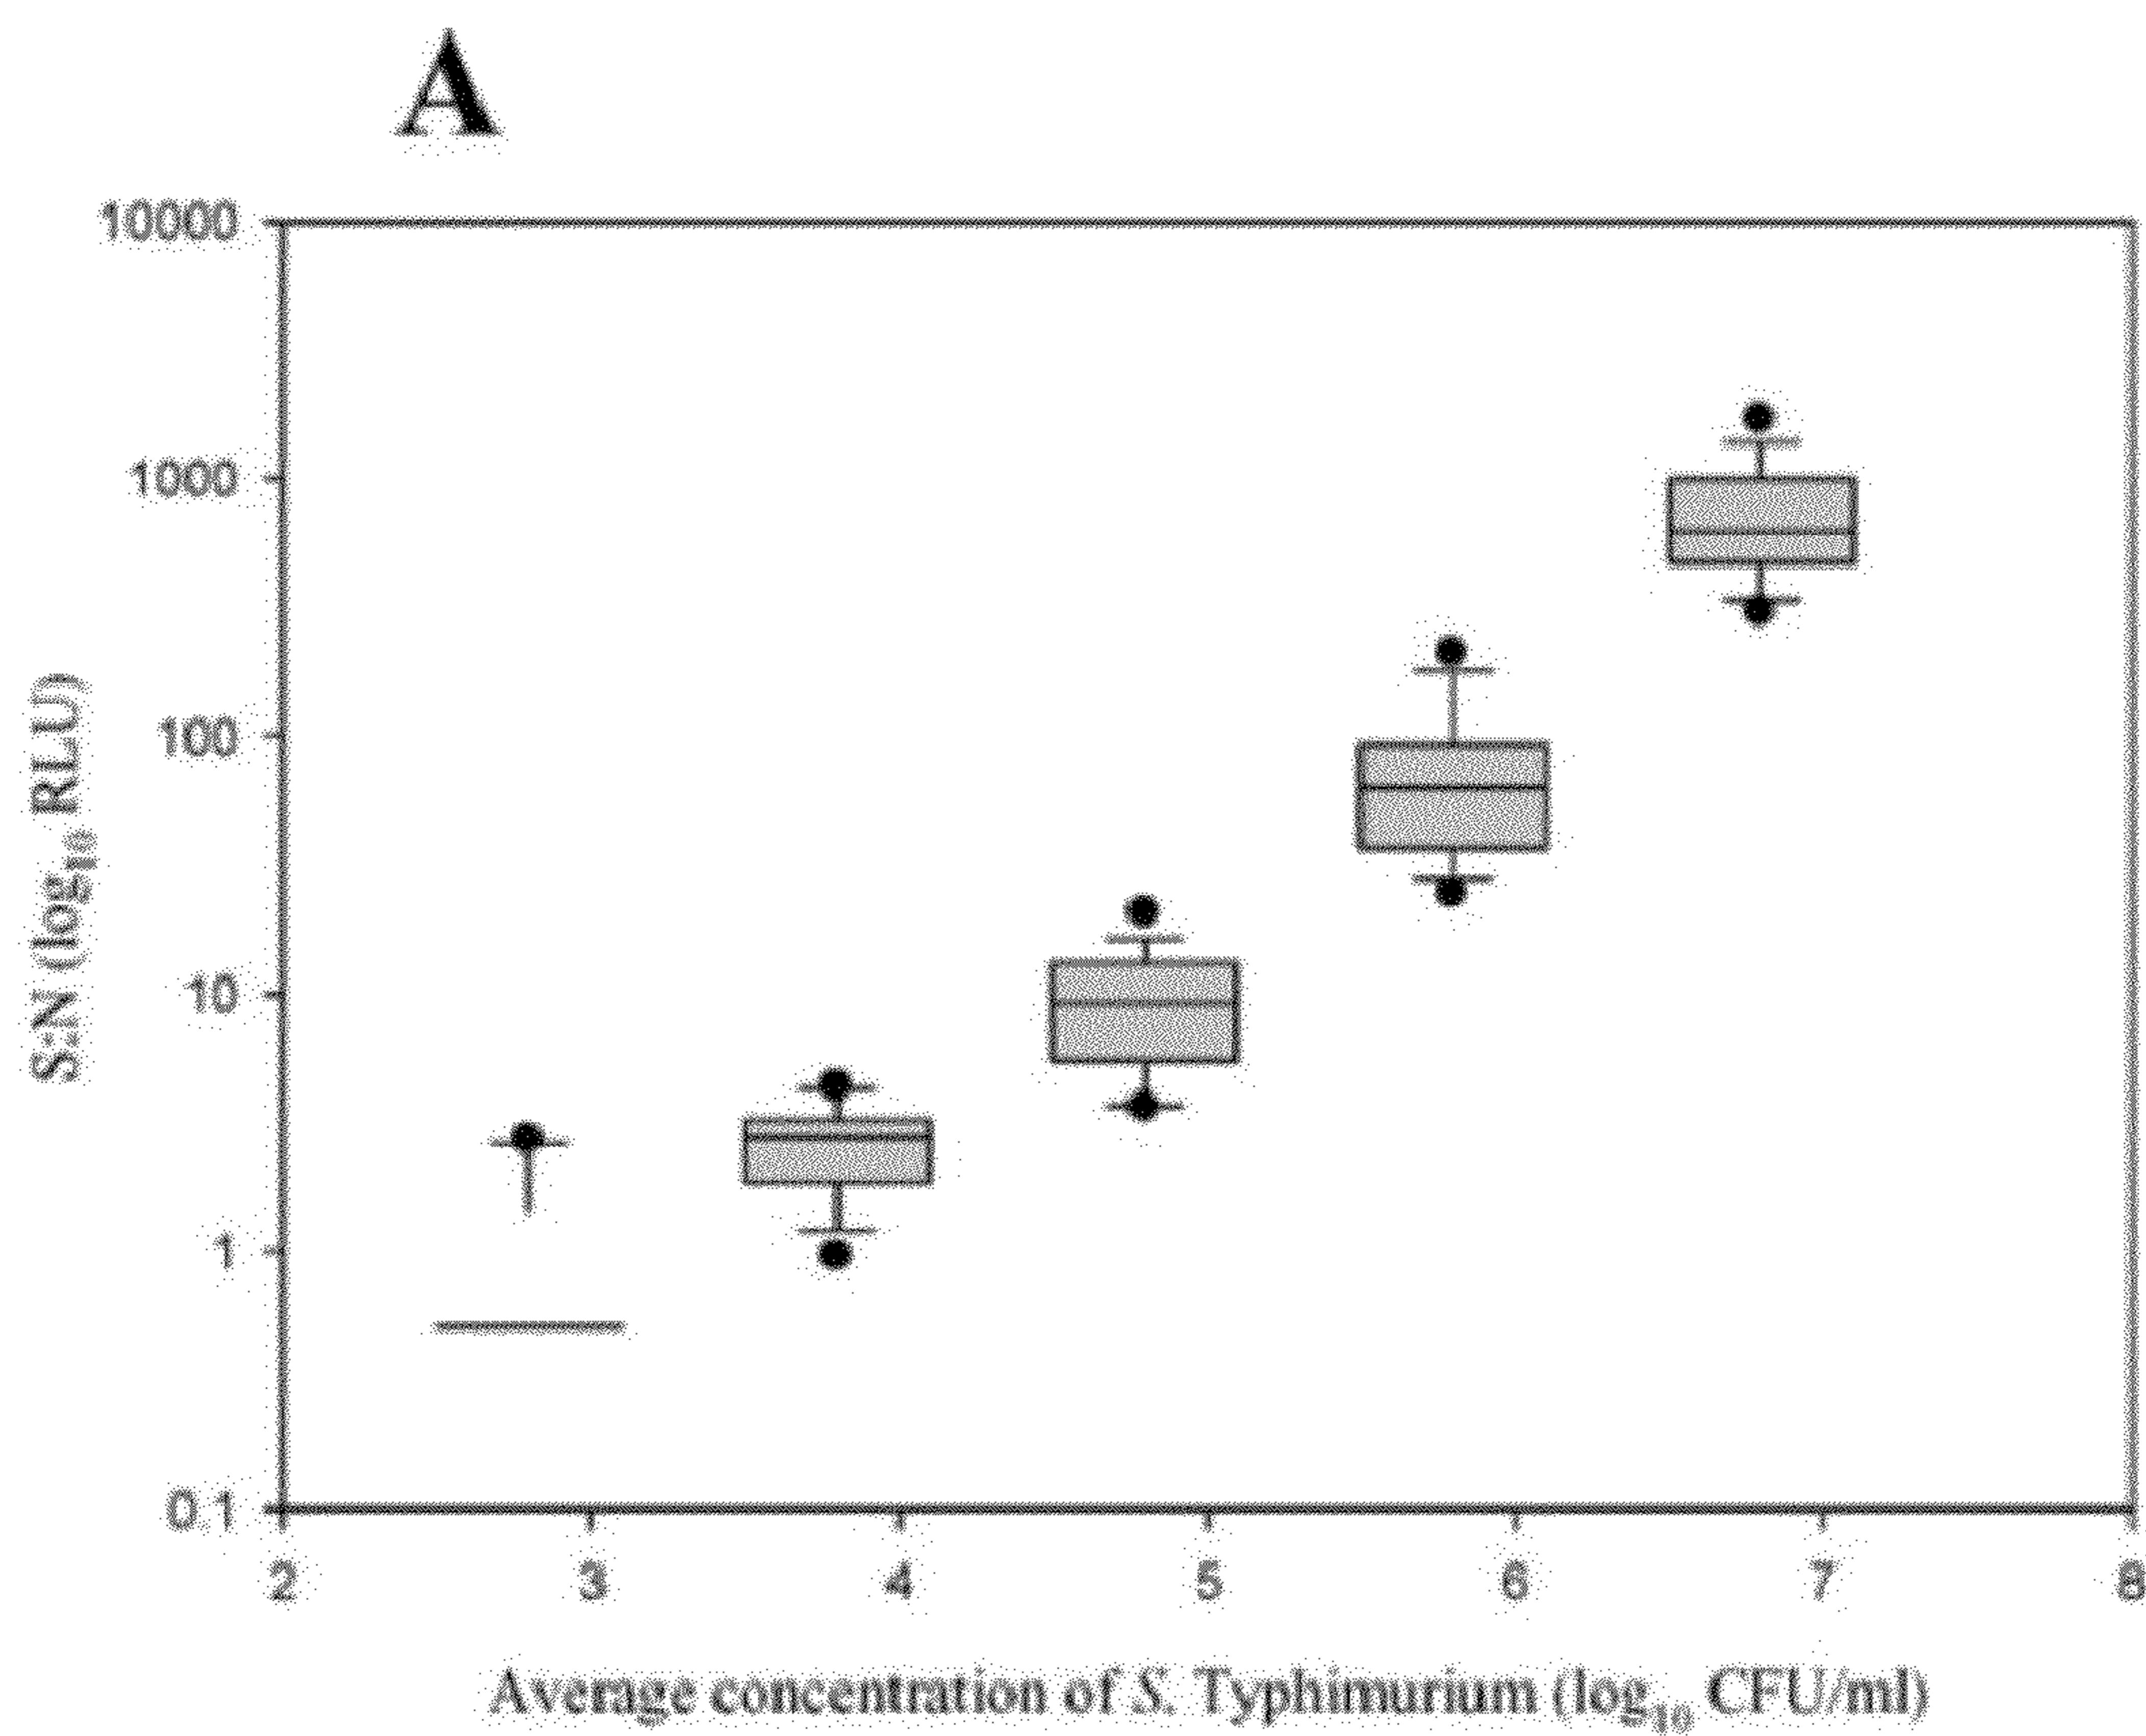 A
10000
1000
100
10
1
0.1
S:N (log10 RLU)
2 3 4 5 6 7 8
Average concentration of S. Typhimurium (log10 CFU/ml)